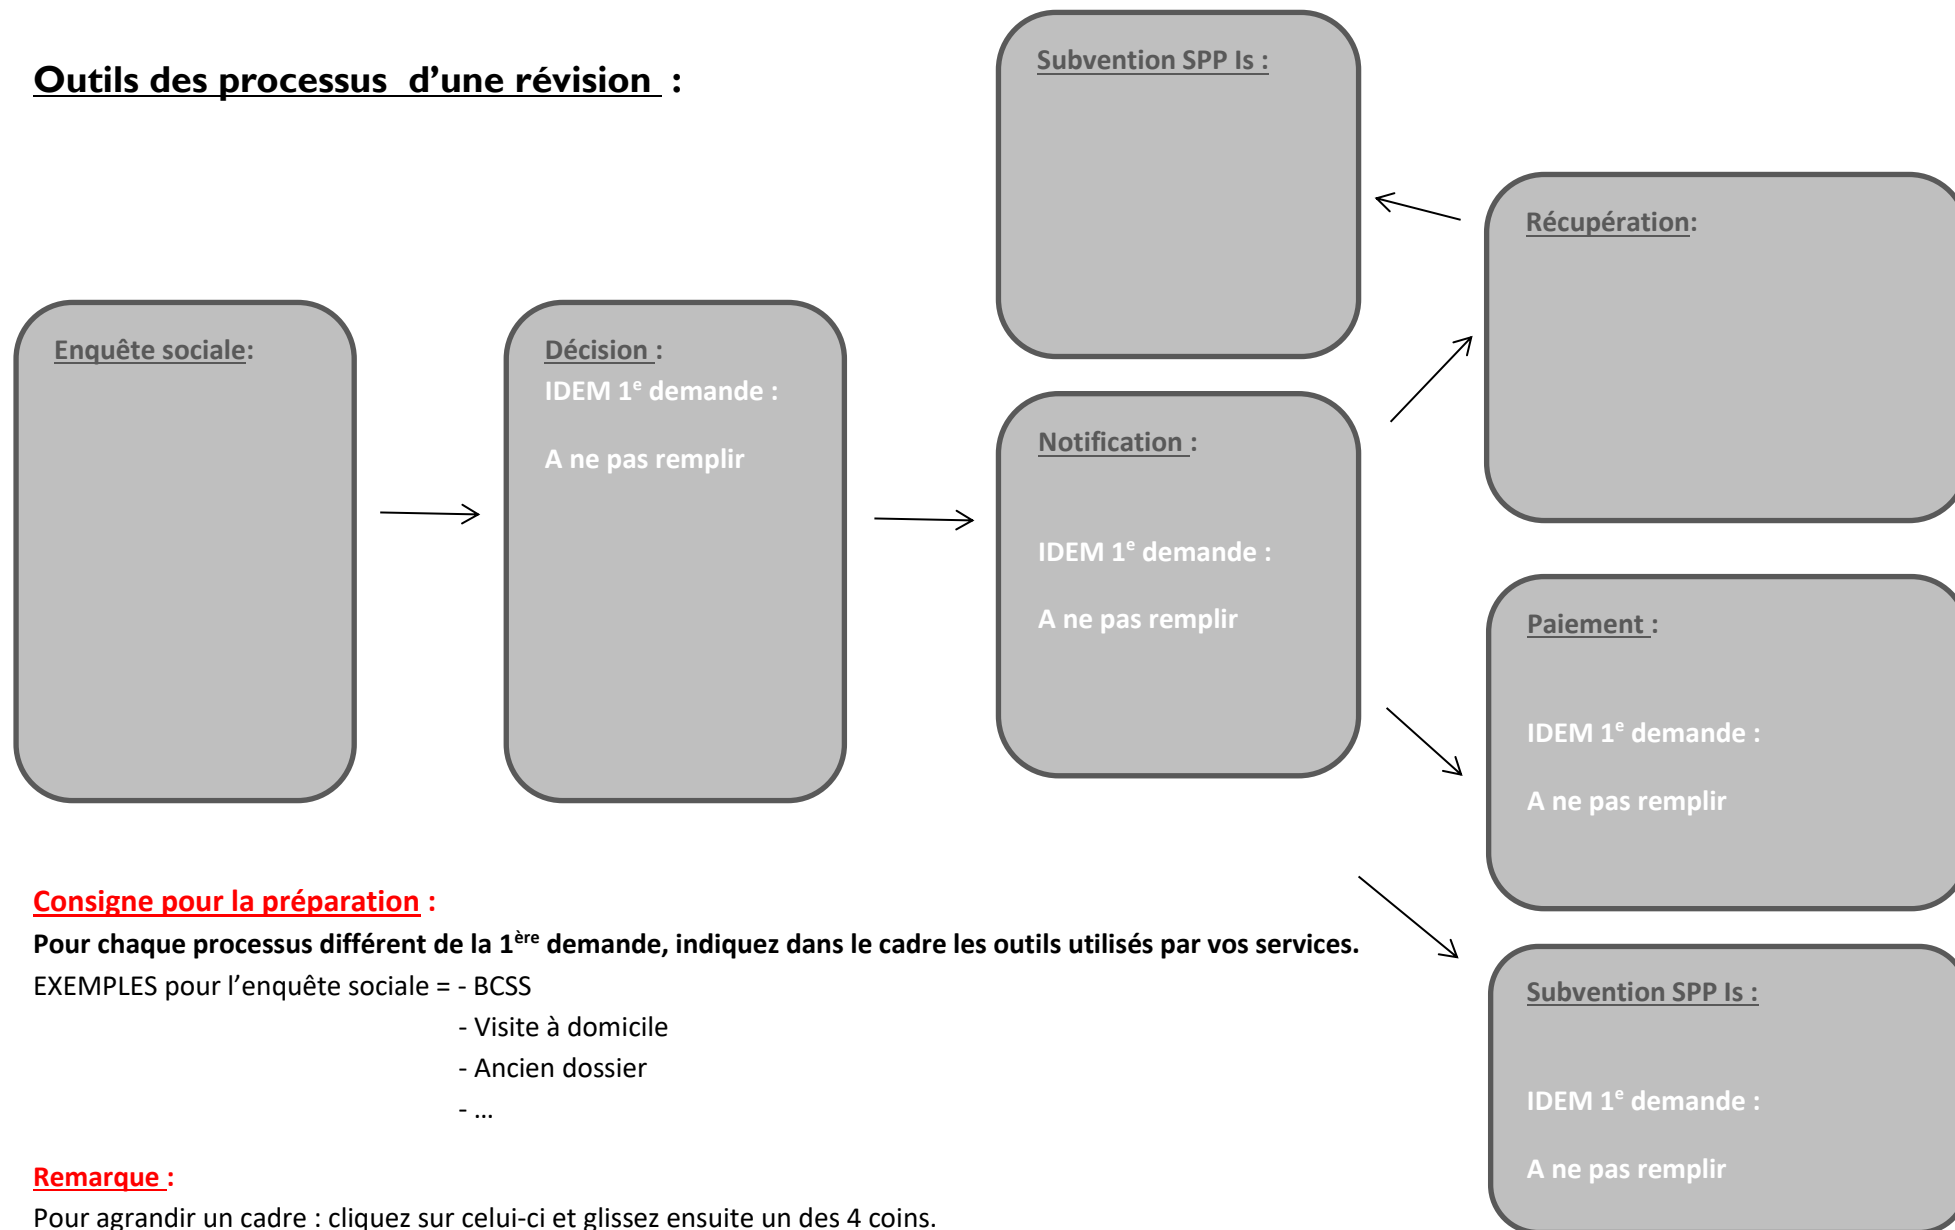 Outils des processus  d’une révision  :
Subvention SPP Is :
Récupération:
Enquête sociale:
Décision :
IDEM 1e demande :
A ne pas remplir
Notification :
IDEM 1e demande :
A ne pas remplir
Paiement :
IDEM 1e demande :
A ne pas remplir
Consigne pour la préparation :
Pour chaque processus différent de la 1ère demande, indiquez dans le cadre les outils utilisés par vos services.
EXEMPLES pour l’enquête sociale = - BCSS
- Visite à domicile
- Ancien dossier
- …
Subvention SPP Is :
IDEM 1e demande :
A ne pas remplir
Remarque :
Pour agrandir un cadre : cliquez sur celui-ci et glissez ensuite un des 4 coins.